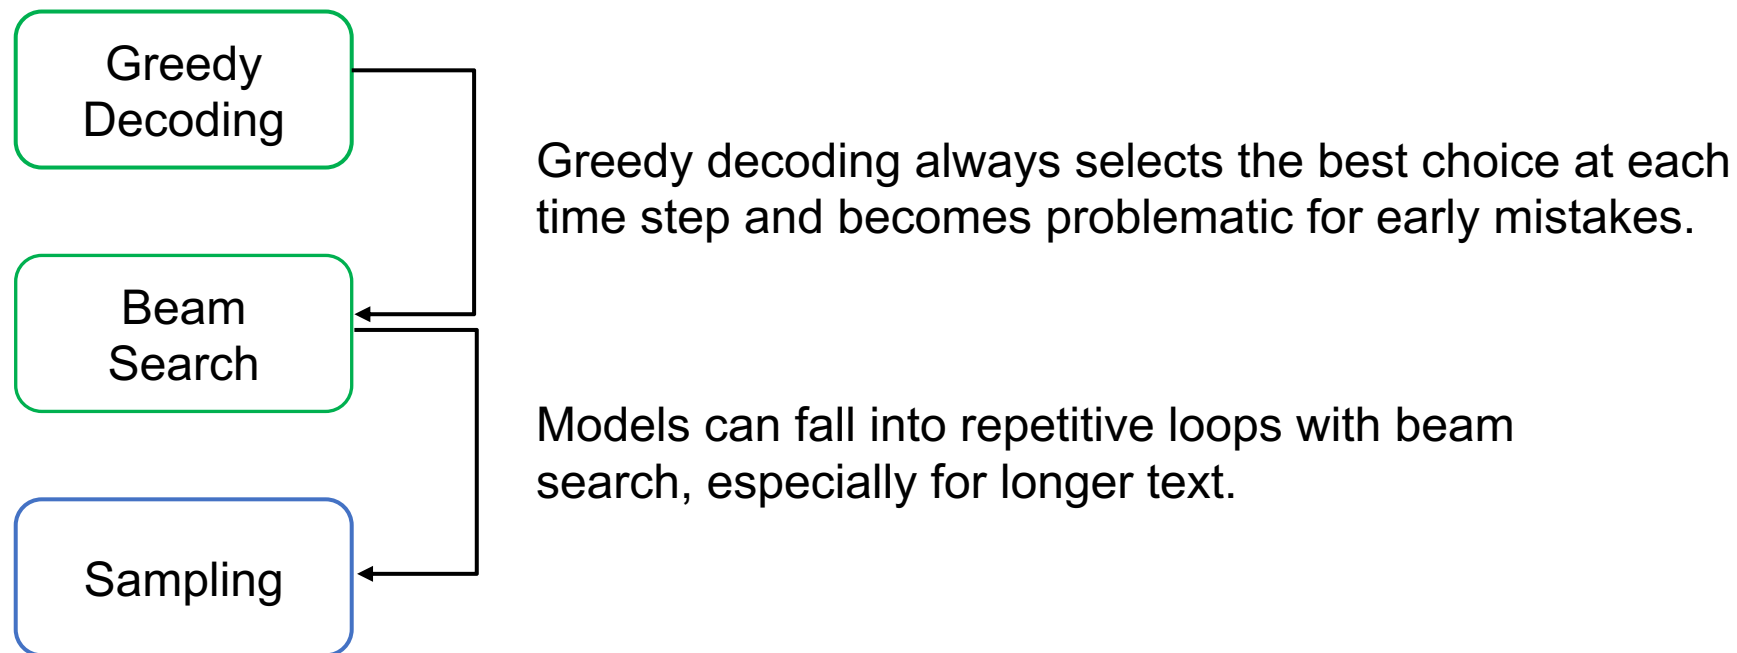 Greedy
Decoding
Greedy decoding always selects the best choice at each
time step and becomes problematic for early mistakes.
Beam
Search
Models can fall into repetitive loops with beam
search, especially for longer text.
Sampling